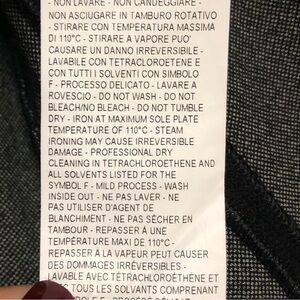 - NON LAVARE - NON CANDEGGIARE -
NON ASCIUGARE IN TAMBURO ROTATIVO
- STIRARE CON TEMPERATURA MASSIMA
DI 110°C - STIRARE A VAPORE PUO'
CAUSARE UN DANNO IRREVERSIBILE -
LAVABILE CON TETRACLOROETENE E
CON TUTTI I SOLVENTI CON SIMBOLO
F - PROCESSO DELICATO - LAVARE A
ROVESCIO - DO NOT WASH - DO NOT
BLEACH/NO BLEACH - DO NOT TUMBLE
DRY - IRON AT MAXIMUM SOLE PLATE
TEMPERATURE OF 110°C - STEAM
IRONING MAY CAUSE IRREVERSIBLE
DAMAGE - PROFESSIONAL DRY
CLEANING IN TETRACHLOROETHENE AND
ALL SOLVENTS LISTED FOR THE
SYMBOL F - MILD PROCESS - WASH
INSIDE OUT - NE PAS LAVER - NE
PAS UTILISER D'AGENT DE
BLANCHIMENT - NE PAS SÉCHER EN
TAMBOUR - REPASSER À UNE
TEMPÉRATURE MAXI DE 110°C -
REPASSER À LA VAPEUR PEUT CAUSER
DES DOMMAGES IRRÉVERSIBLES -
LAVABLE AVEC TÉTRACHLOROÉTHÈNE ET
TOUS LES SOLVANTS COMPRENANT